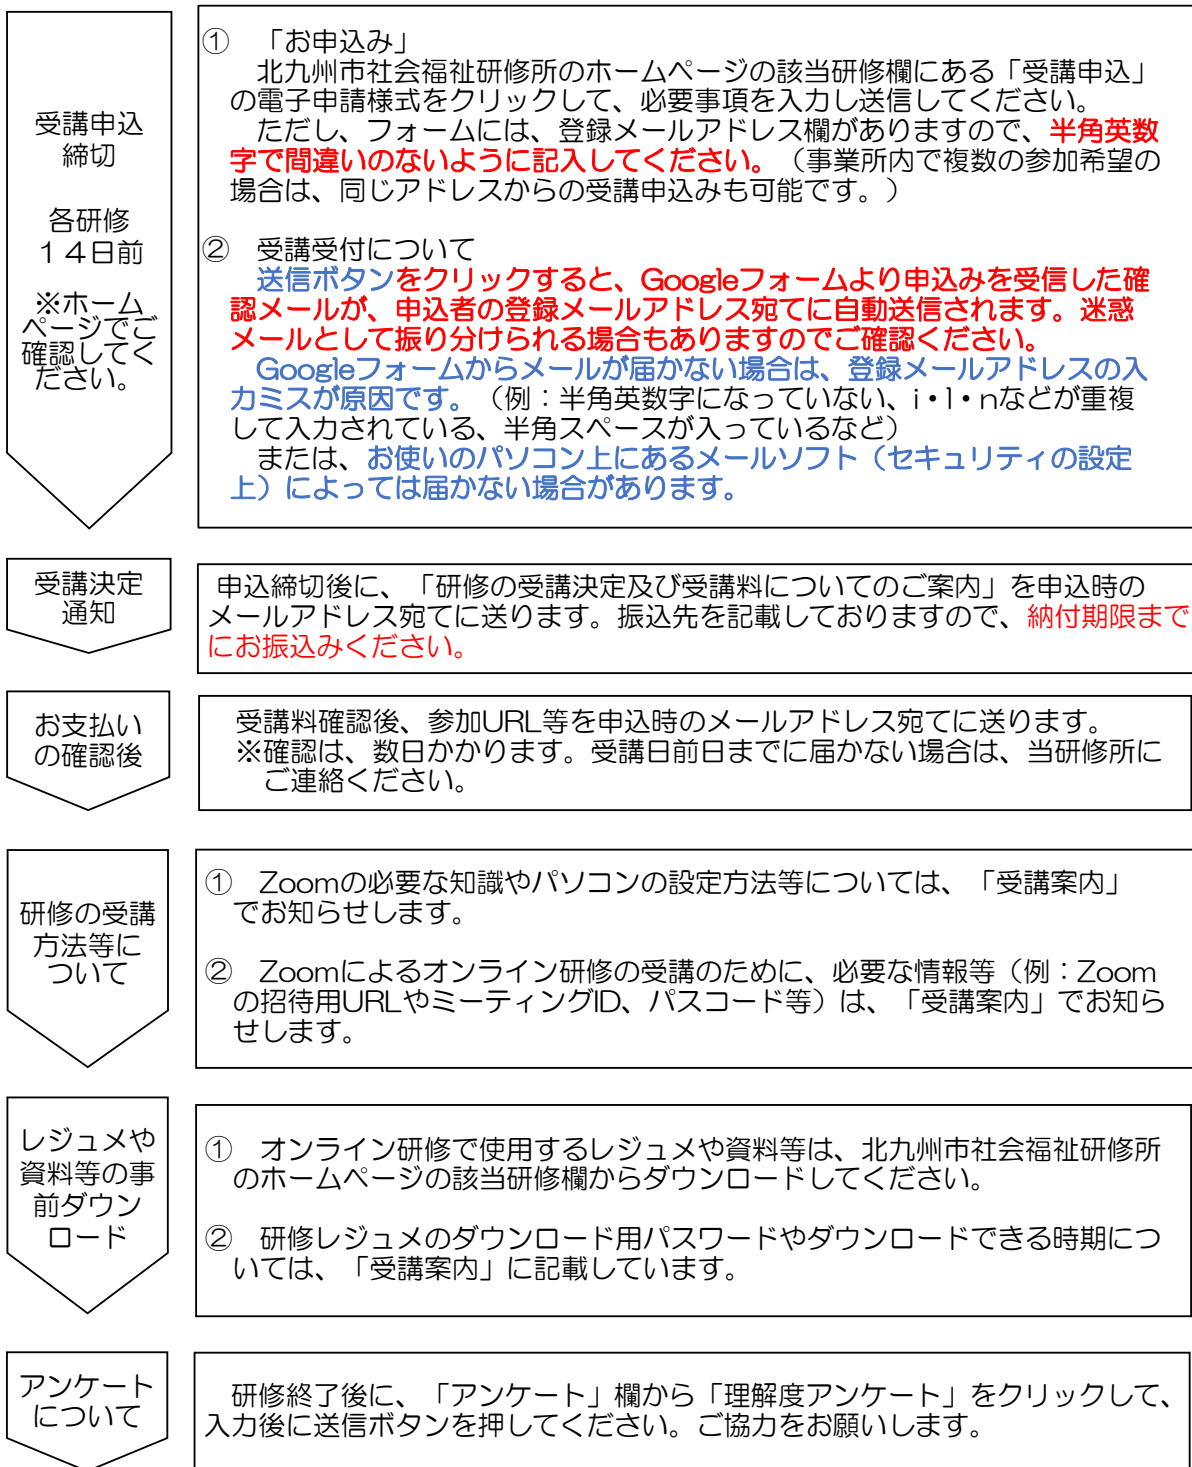 受講申込
締切
各研修
１４日前
※ホーム
ページでご
確認してく
ださい。
① 「お申込み」
北九州市社会福祉研修所のホームページの該当研修欄にある「受講申込」
の電子申請様式をクリックして、必要事項を入力し送信してください。
ただし、フォームには、登録メールアドレス欄がありますので、半角英数
字で間違いのないように記入してください。（事業所内で複数の参加希望の
場合は、同じアドレスからの受講申込みも可能です。）
② 受講受付について
送信ボタンをクリックすると、Googleフォームより申込みを受信した確
認メールが、申込者の登録メールアドレス宛てに自動送信されます。迷惑
メールとして振り分けられる場合もありますのでご確認ください。
Googleフォームからメールが届かない場合は、登録メールアドレスの入
力ミスが原因です。（例：半角英数字になっていない、i・l・nなどが重複
して入力されている、半角スペースが入っているなど）
または、お使いのパソコン上にあるメールソフト（セキュリティの設定
上）によっては届かない場合があります。
受講決定
通知
申込締切後に、「研修の受講決定及び受講料についてのご案内」を申込時の
メールアドレス宛てに送ります。振込先を記載しておりますので、納付期限まで
にお振込みください。
お支払い
の確認後
受講料確認後、参加URL等を申込時のメールアドレス宛てに送ります。
※確認は、数日かかります。受講日前日までに届かない場合は、当研修所に
ご連絡ください。
研修の受講
方法等に
ついて
① Zoomの必要な知識やパソコンの設定方法等については、「受講案内」
でお知らせします。
② Zoomによるオンライン研修の受講のために、必要な情報等（例：Zoom
の招待用URLやミーティングID、パスコード等）は、「受講案内」でお知ら
せします。
レジュメや
資料等の事
前ダウン
ロード
① オンライン研修で使用するレジュメや資料等は、北九州市社会福祉研修所
のホームページの該当研修欄からダウンロードしてください。
② 研修レジュメのダウンロード用パスワードやダウンロードできる時期につ
いては、「受講案内」に記載しています。
アンケート
について
研修終了後に、「アンケート」欄から「理解度アンケート」をクリックして、
入力後に送信ボタンを押してください。ご協力をお願いします。